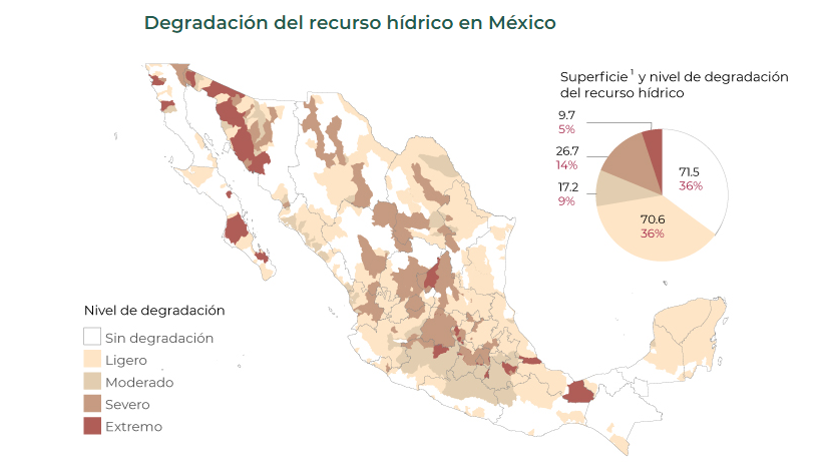 Degradación del recurso hídrico en México
Superficie¹ y nivel de degradación
del recurso hídrico
9.7
5%
26.7
14%
17.2
9%
71.5
36%
70.6
36%
Nivel de degradación
Sin degradación
Ligero
Moderado
Severo
Extremo